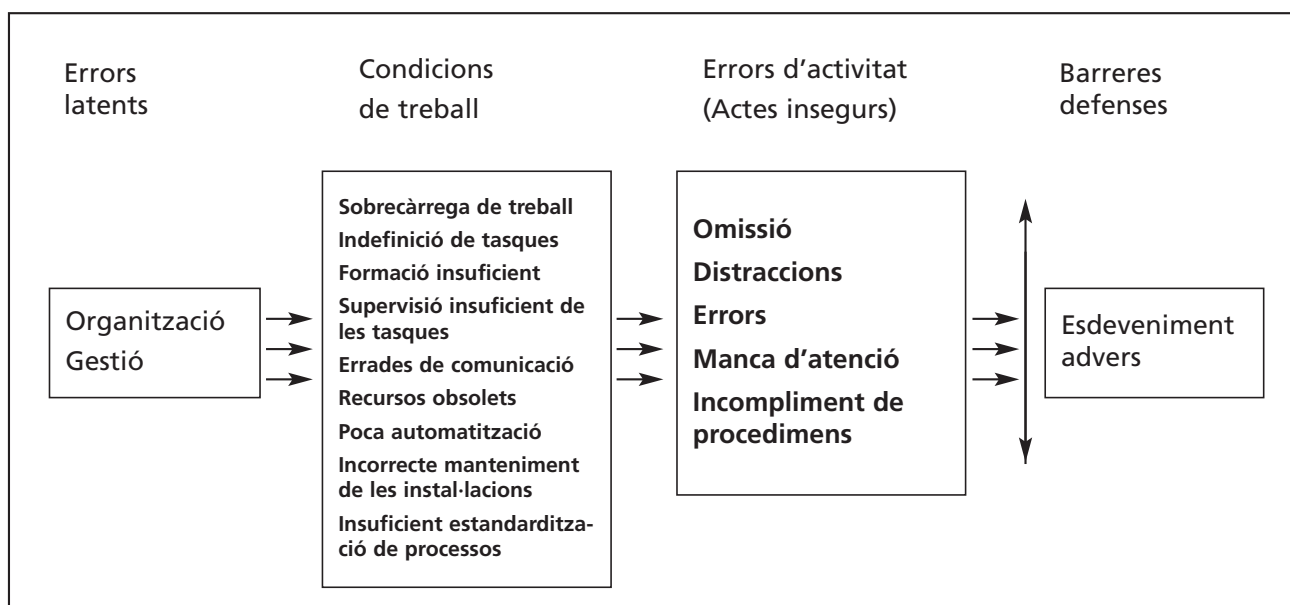 Errors
latents
Condicions
de treball
Errors d'activitat
(Actes insegurs)
Barreres
defenses
Organització
Gestió
Sobrecàrrega de treball
Indefinició de tasques
Formació insuficient
Supervisió insuficient de
les tasques
Errades de comunicació
Recursos obsolets
Poca automatització
Incorrecte manteniment
de les instal·lacions
Insuficient estandarditza-
ció de processos
Omissió
Distraccions
Errors
Manca d'atenció
Incompliment de
procedimens
Esdeveniment
advers